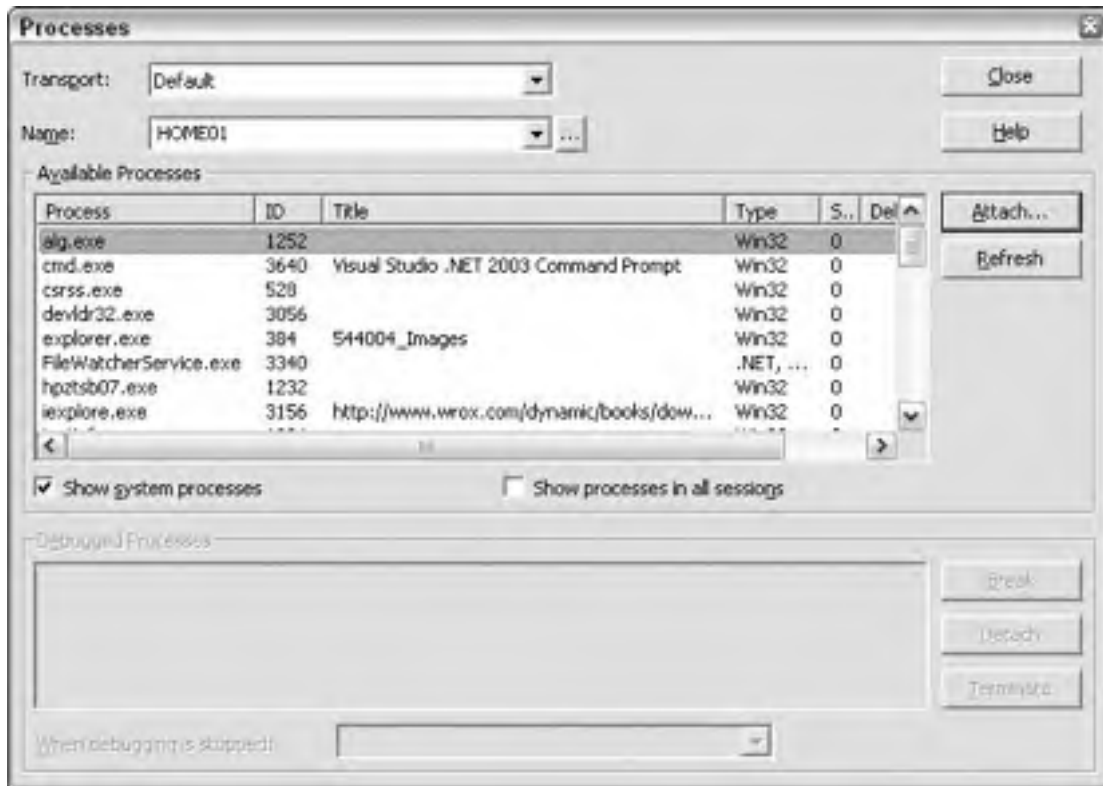 Processes
Transport: Default Close
Name: HOME01 ... Help
Available Processes
Process ID Title Type S.. Del Attach...
alg.exe 1252 Win32 0
cmd.exe 3640 Visual Studio .NET 2003 Command Prompt Win32 0 Refresh
csrss.exe 528 Win32 0
devldr32.exe 3056 Win32 0
explorer.exe 384 544004_Images Win32 0
FileWatcherService.exe 3340 .NET, ... 0
hpztsb07.exe 1232 Win32 0
iexplore.exe 3156 http://www.wrox.com/dynamic/books/dow... Win32 0
Show system processes Show processes in all sessions
Debugged Processes
Break
Detach
Terminate
When debugging is stopped: